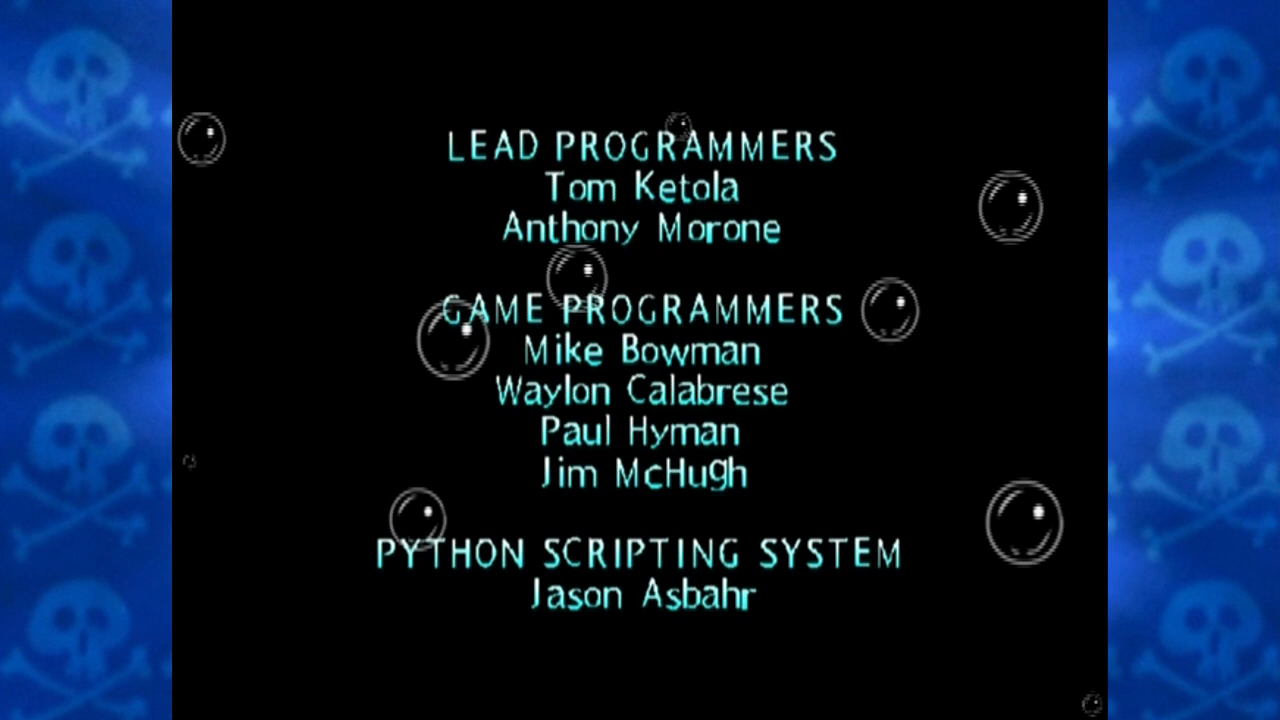 LEAD PROGRAMMERS
Tom Ketola
Anthony Morone
GAME PROGRAMMERS
Mike Bowman
Waylon Calabrese
Paul Hyman
Jim McHugh
PYTHON SCRIPTING SYSTEM
Jason Asbahr